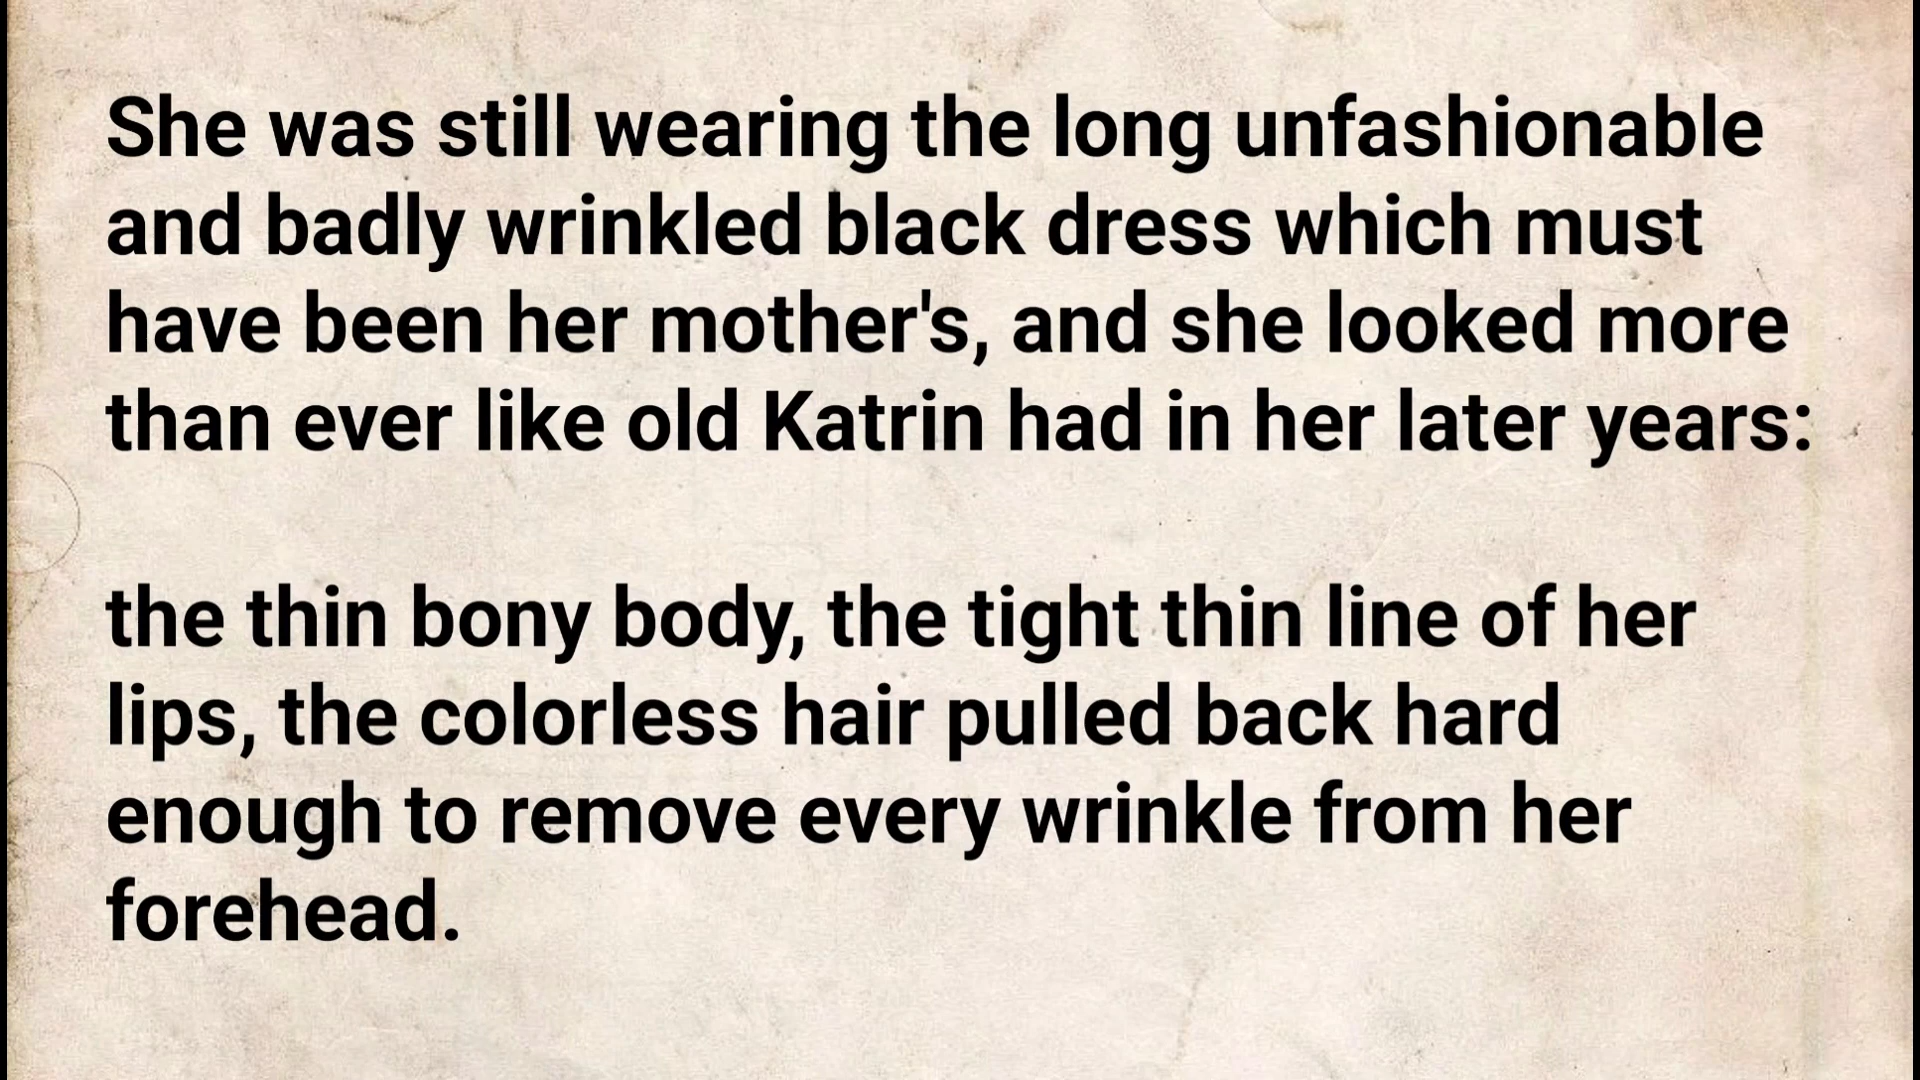 She was still wearing the long unfashionable
and badly wrinkled black dress which must
have been her mother's, and she looked more
than ever like old Katrin had in her later years:
the thin bony body, the tight thin line of her
lips, the colorless hair pulled back hard
enough to remove every wrinkle from her
forehead.